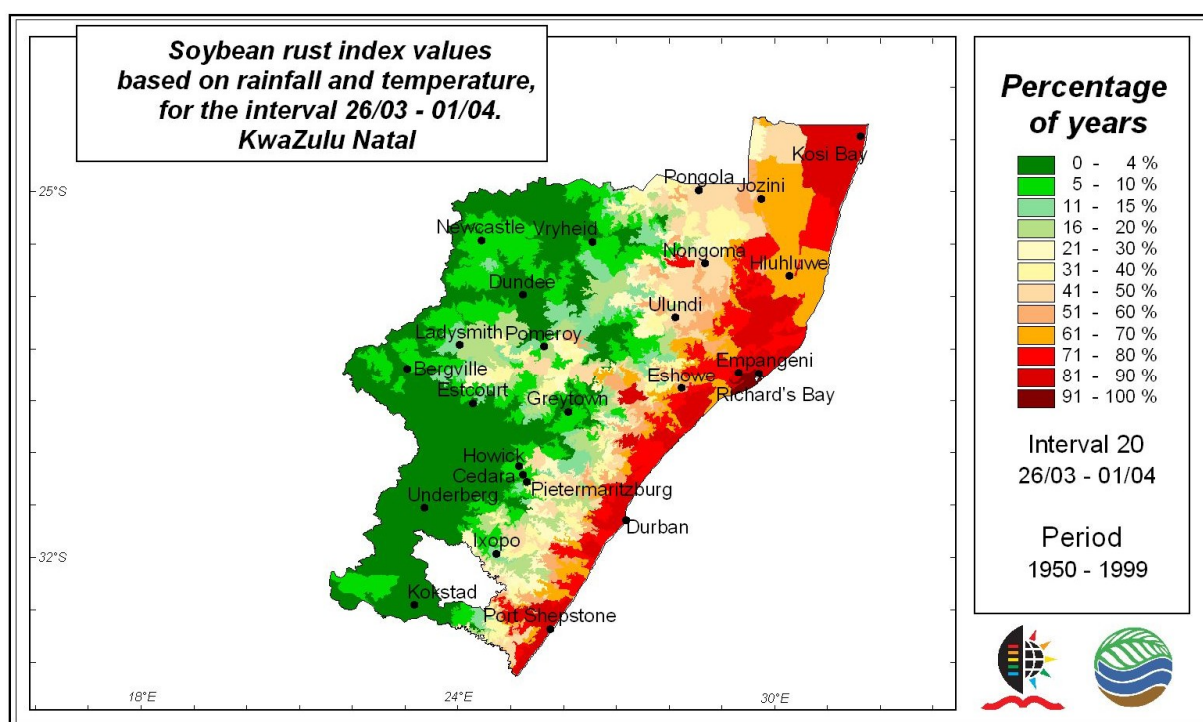 Soybean rust index values
based on rainfall and temperature,
for the interval 26/03 - 01/04.
KwaZulu Natal
Percentage
of years
0 - 4 %
5 - 10 %
11 - 15 %
16 - 20 %
21 - 30 %
31 - 40 %
41 - 50 %
51 - 60 %
61 - 70 %
71 - 80 %
81 - 90 %
91 - 100 %
Interval 20
26/03 - 01/04
Period
1950 - 1999
Kosi Bay
Pongola
Jozini
25°S
Newcastle
Vryheid
Nongoma
Hluhluwe
Dundee
Ulundi
Ladysmith
Pomeroy
Bergville
Empangeni
Eshowe
Estcourt
Greytown
Richard's Bay
Howick
Cedara
Pietermaritzburg
Underberg
Durban
Ixopo
32°S
Kokstad
Port Shepstone
18°E
24°E
30°E